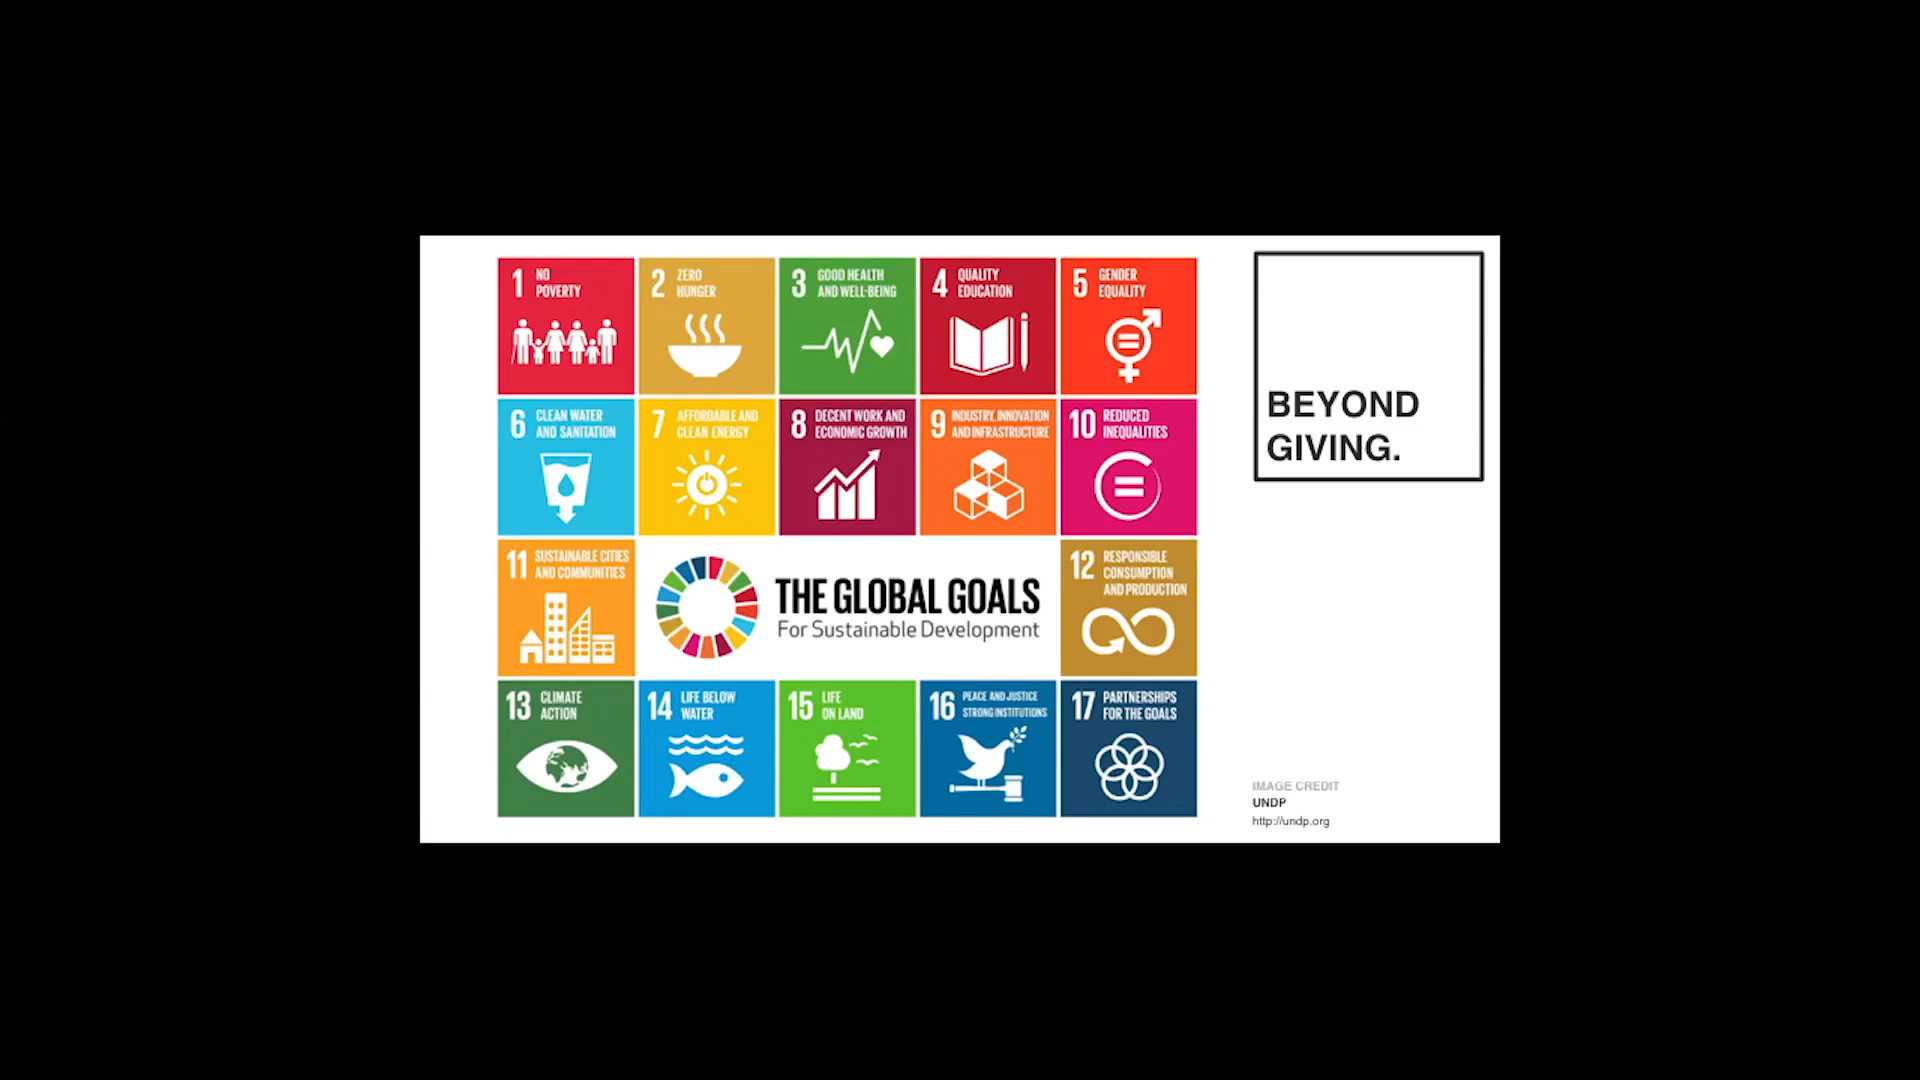 1 NO
POVERTY
2 ZERO
HUNGER
3 GOOD HEALTH
AND WELL-BEING
4 QUALITY
EDUCATION
5 GENDER
EQUALITY
6 CLEAN WATER
AND SANITATION
7 AFFORDABLE AND
CLEAN ENERGY
8 DECENT WORK AND
ECONOMIC GROWTH
9 INDUSTRY, INNOVATION
AND INFRASTRUCTURE
10 REDUCED
INEQUALITIES
11 SUSTAINABLE CITIES
AND COMMUNITIES
THE GLOBAL GOALS
For Sustainable Development
12 RESPONSIBLE
CONSUMPTION
AND PRODUCTION
13 CLIMATE
ACTION
14 LIFE BELOW
WATER
15 LIFE
ON LAND
16 PEACE AND JUSTICE
STRONG INSTITUTIONS
17 PARTNERSHIPS
FOR THE GOALS
BEYOND
GIVING.
IMAGE CREDIT
UNDP
http://undp.org